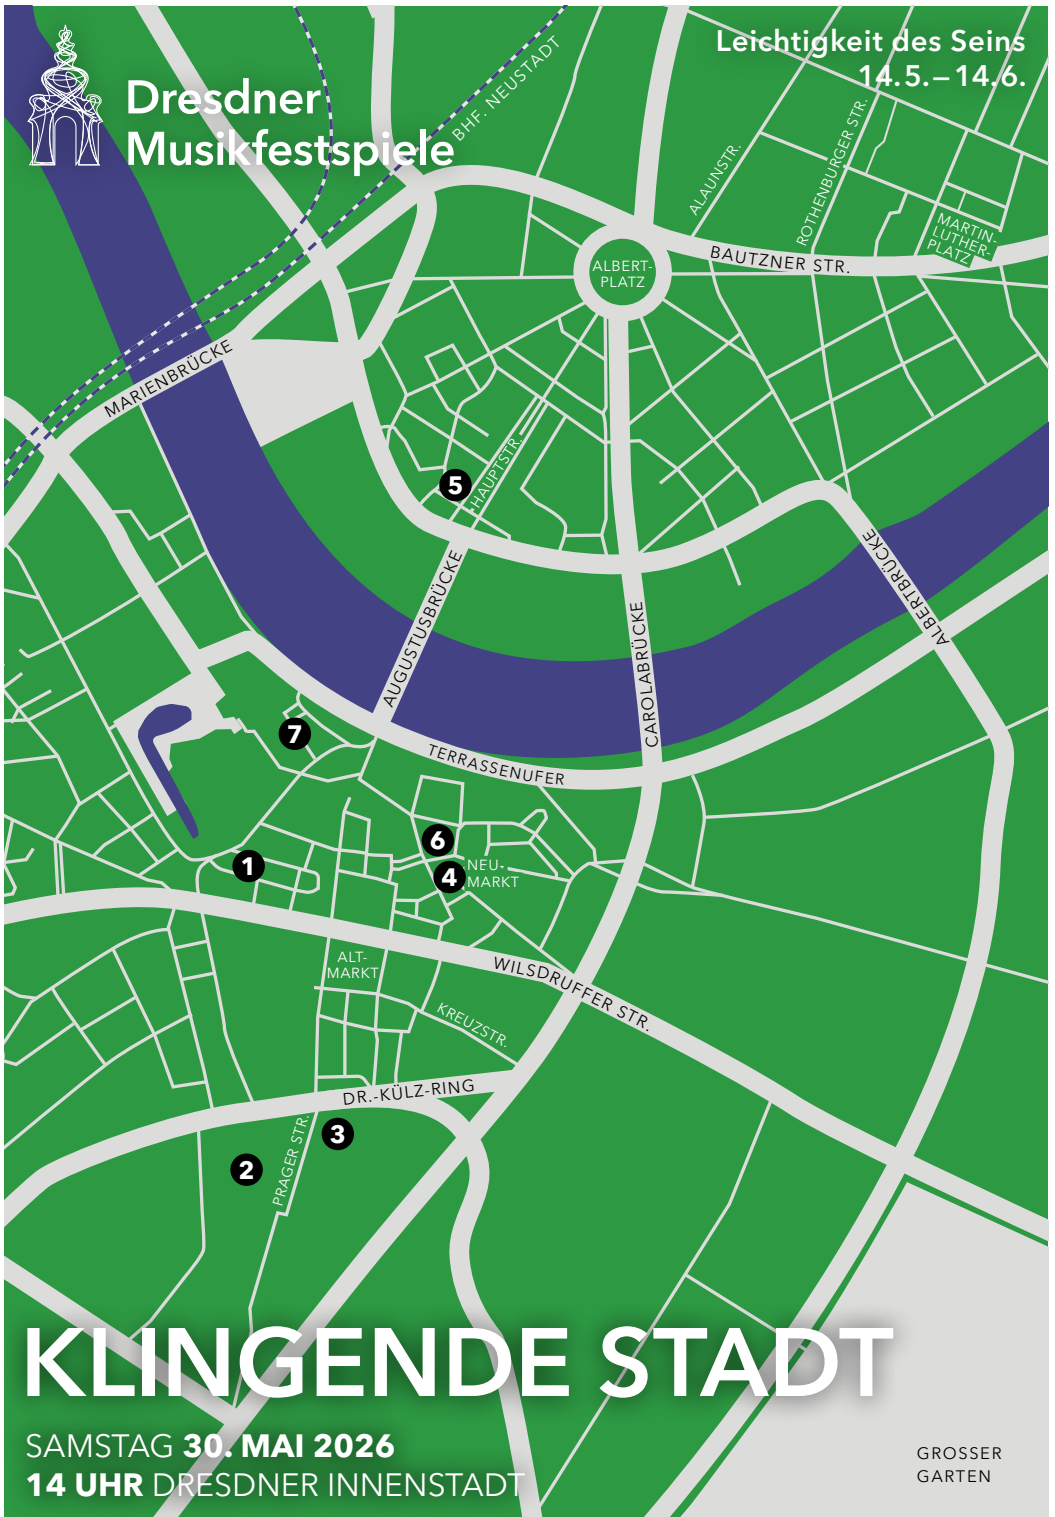 Leichtigkeit des Seins
14.5. – 14.6.
Dresdner
Musikfestspiele
BHF. NEUSTADT
ALAUNSTR.
ROTHENBURGER STR.
MARTIN-
LUTHER-
PLATZ
BAUTZNER STR.
ALBERT-
PLATZ
MARIENBRÜCKE
HAUPTSTR.
5
AUGUSTUSBRÜCKE
CAROLABRÜCKE
ALBERTBRÜCKE
7
TERRASSENUFER
6
1
4
NEU-
MARKT
ALT-
MARKT
WILSDRUFFER STR.
KREUZSTR.
DR.-KÜLZ-RING
3
PRAGER STR.
2
KLINGENDE STADT
SAMSTAG 30. MAI 2026
14 UHR DRESDNER INNENSTADT
GROSSER
GARTEN